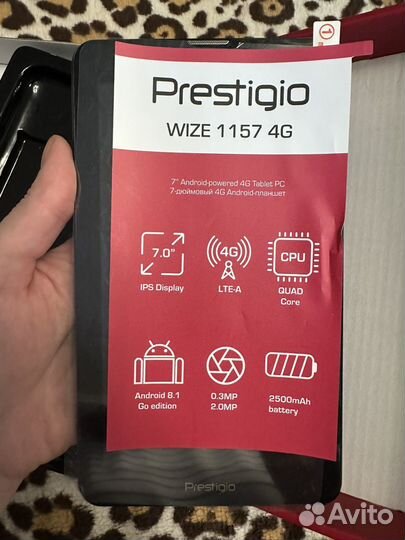 Prestigio
WIZE 1157 4G
7" Android-powered 4G Tablet PC
7-дюймовый 4G Android-планшет
7.0"
4G
CPU
IPS Display
LTE-A
QUAD
Core
Android 8.1
Go edition
0.3MP
2.0MP
2500mAh
battery
Prestigio
Avito